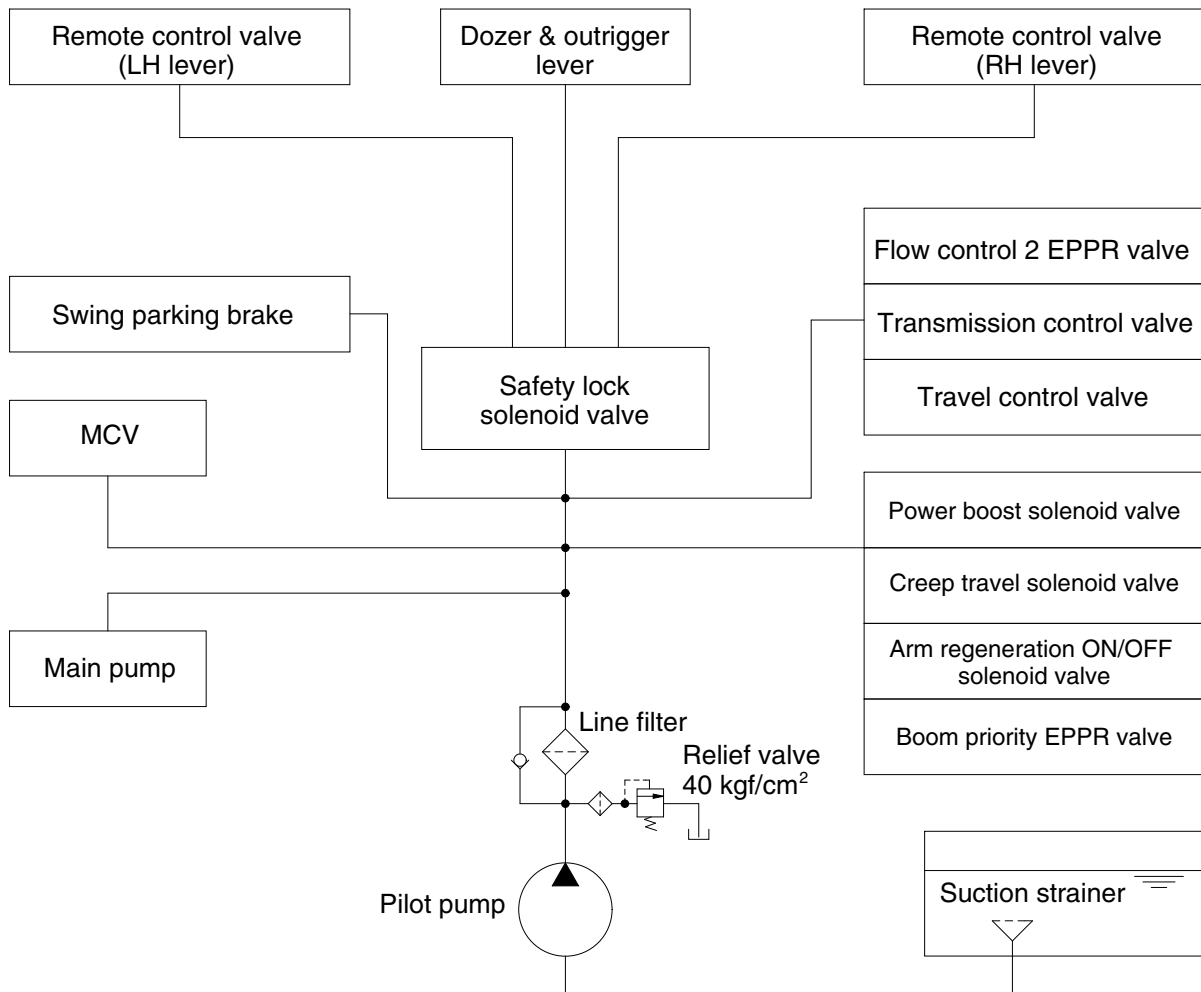 Remote control valve
(LH lever)
Dozer & outrigger
lever
Remote control valve
(RH lever)
Flow control 2 EPPR valve
Swing parking brake
Transmission control valve
Safety lock
solenoid valve
Travel control valve
MCV
Power boost solenoid valve
Creep travel solenoid valve
Main pump
Arm regeneration ON/OFF
solenoid valve
Line filter
Boom priority EPPR valve
Relief valve
40 kgf/cm²
Pilot pump
Suction strainer